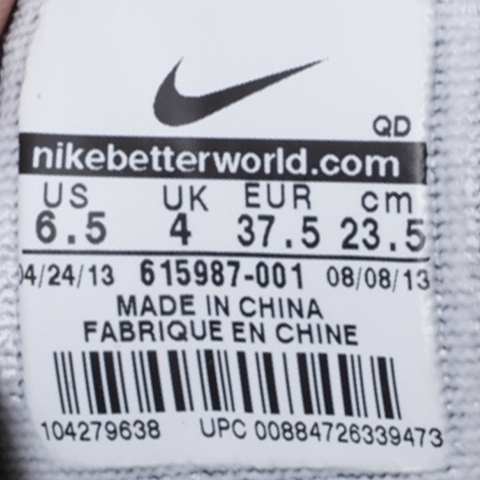 QD
nikebetterworld.com
US UK EUR cm
6.5 4 37.5 23.5
04/24/13 615987-001 08/08/13
MADE IN CHINA
FABRIQUE EN CHINE
104279638 UPC 00884726339473